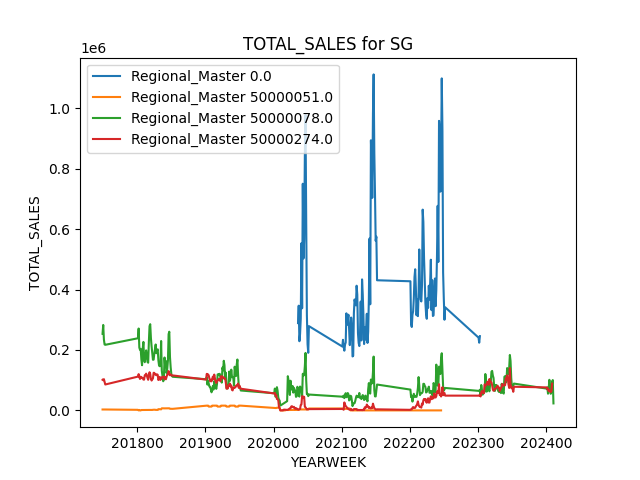 TOTAL_SALES for SG
1e6
Regional_Master 0.0
Regional_Master 50000051.0
Regional_Master 50000078.0
Regional_Master 50000274.0
1.0
0.8
0.6
0.4
0.2
0.0
TOTAL_SALES
201800 201900 202000 202100 202200 202300 202400
YEARWEEK